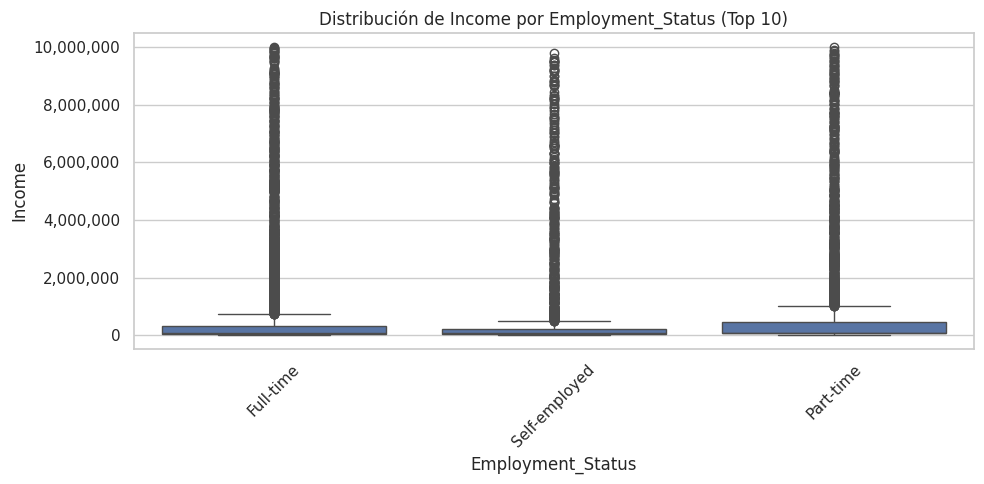 Distribución de Income por Employment_Status (Top 10)
10,000,000
8,000,000
6,000,000
4,000,000
2,000,000
0
Income
Full-time
Self-employed
Part-time
Employment_Status